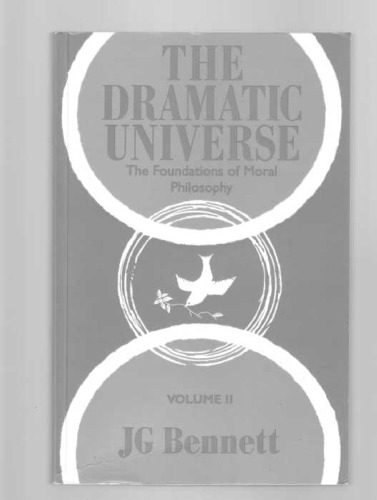 THE
DRAMATIC
UNIVERSE
The Foundations of Moral
Philosophy
VOLUME II
JG Bennett